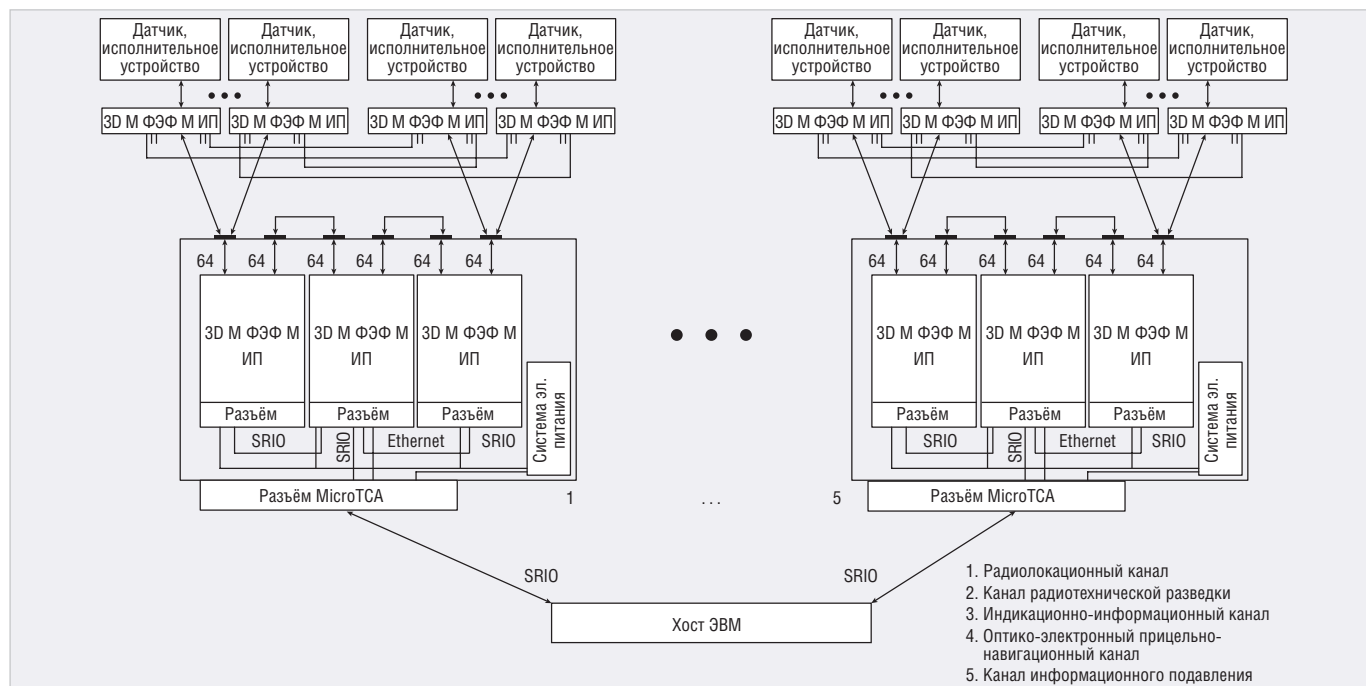 Датчик, исполнительное устройство
Датчик, исполнительное устройство
Датчик, исполнительное устройство
Датчик, исполнительное устройство
Датчик, исполнительное устройство
Датчик, исполнительное устройство
Датчик, исполнительное устройство
Датчик, исполнительное устройство
3D М ФЭФ М ИП
3D М ФЭФ М ИП
3D М ФЭФ М ИП
3D М ФЭФ М ИП
3D М ФЭФ М ИП
3D М ФЭФ М ИП
3D М ФЭФ М ИП
3D М ФЭФ М ИП
64 64 64 64 64 64
64 64 64 64 64 64
3D М ФЭФ М
ИП
3D М ФЭФ М
ИП
3D М ФЭФ М
ИП
3D М ФЭФ М
ИП
3D М ФЭФ М
ИП
3D М ФЭФ М
ИП
Разъём
Разъём
Разъём
Система эл.
питания
Разъём
Разъём
Разъём
Система эл.
питания
SRIO
SRIO
Ethernet
SRIO
SRIO
SRIO
Ethernet
SRIO
Разъём MicroTCA
1
...
5
Разъём MicroTCA
SRIO
SRIO
Хост ЭВМ
1. Радиолокационный канал
2. Канал радиотехнической разведки
3. Индикационно-информационный канал
4. Оптико-электронный прицельно-
навигационный канал
5. Канал информационного подавления